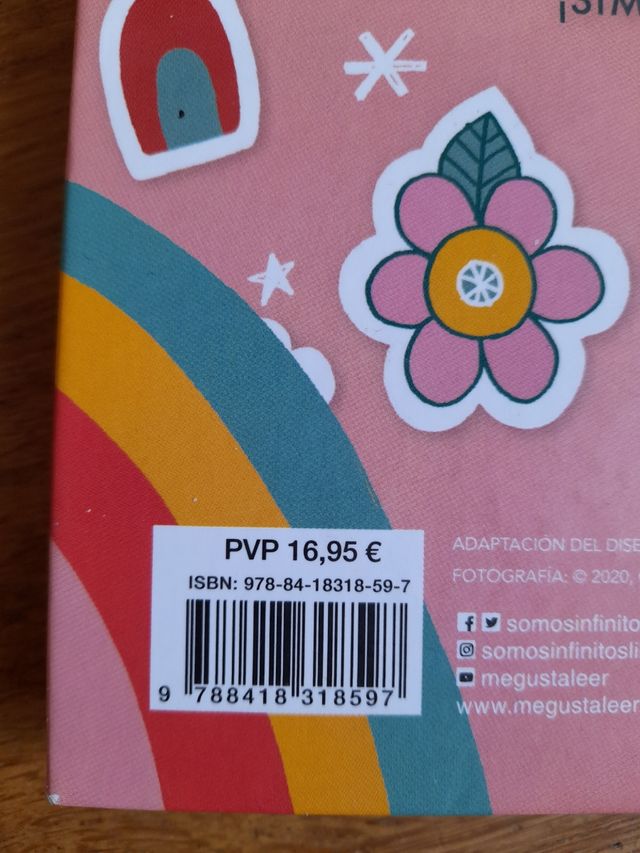 PVP 16,95 €
ISBN: 978-84-18318-59-7
9 788418 318597
ADAPTACIÓN DEL DISE
FOTOGRAFÍA: © 2020,
somosinfinito
somosinfinitosli
megustaleer
www.megustaleer